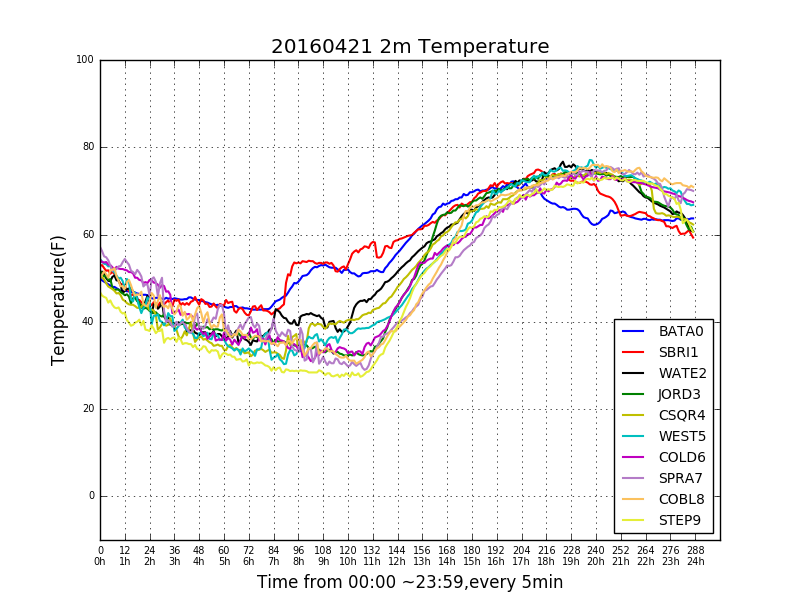 20160421 2m Temperature
100
80
60
40
20
0
Temperature(F)
BATA0
SBRI1
WATE2
JORD3
CSQR4
WEST5
COLD6
SPRA7
COBL8
STEP9
0 12 24 36 48 60 72 84 96 108 120 132 144 156 168 180 192 204 216 228 240 252 264 276 288
0h 1h 2h 3h 4h 5h 6h 7h 8h 9h 10h 11h 12h 13h 14h 15h 16h 17h 18h 19h 20h 21h 22h 23h 24h
Time from 00:00 ~23:59,every 5min